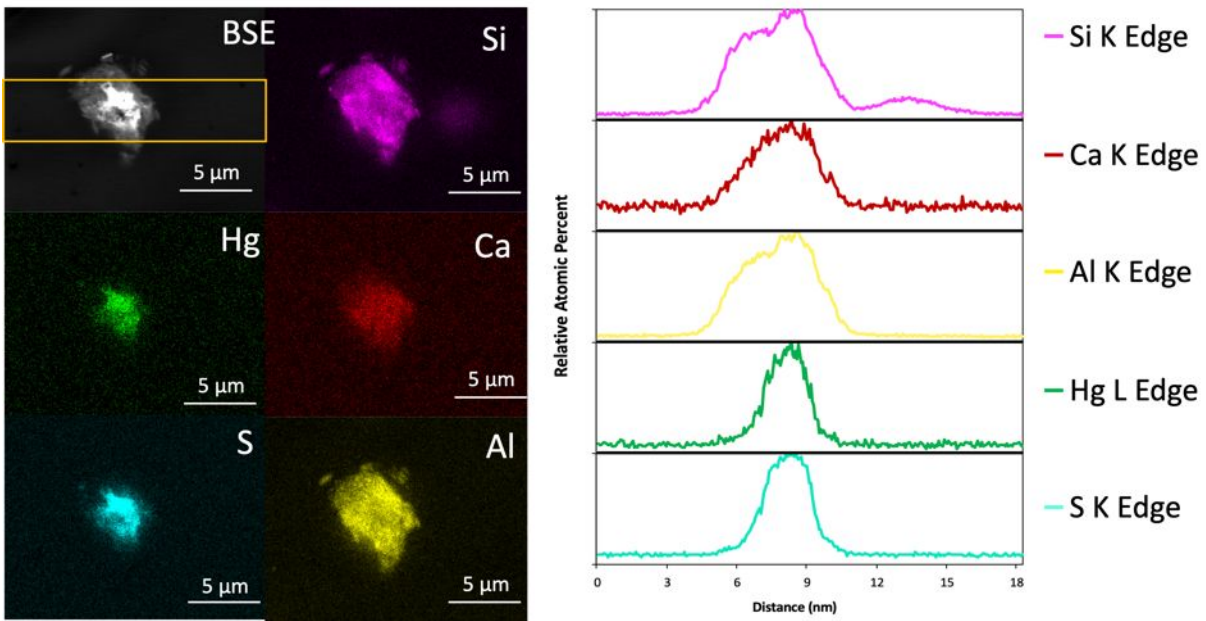 BSE
5 µm
Si
5 µm
Hg
5 µm
Ca
5 µm
S
5 µm
Al
5 µm
Relative Atomic Percent
Si K Edge
Ca K Edge
Al K Edge
Hg L Edge
S K Edge
0 3 6 9 12 15 18
Distance (nm)